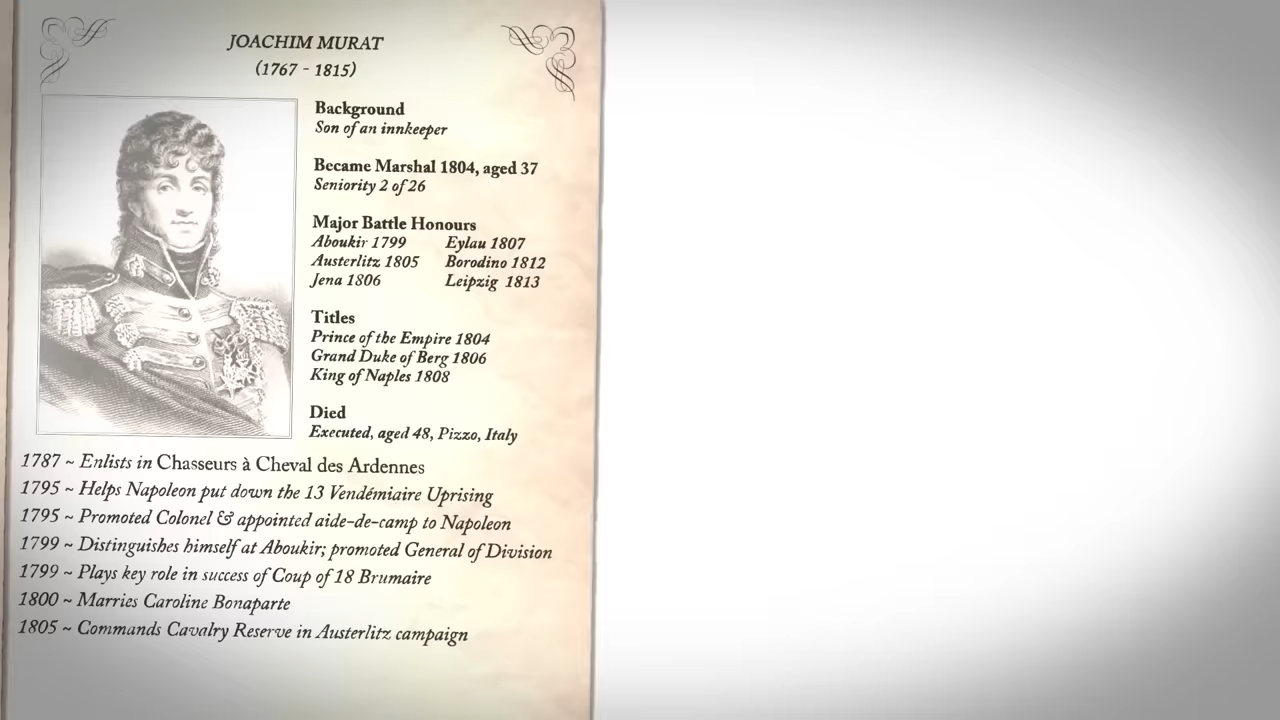 JOACHIM MURAT
(1767 - 1815)
Background
Son of an innkeeper
Became Marshal 1804, aged 37
Seniority 2 of 26
Major Battle Honours
Aboukir 1799 Eylau 1807
Austerlitz 1805 Borodino 1812
Jena 1806 Leipzig 1813
Titles
Prince of the Empire 1804
Grand Duke of Berg 1806
King of Naples 1808
Died
Executed, aged 48, Pizzo, Italy
1787 ~ Enlists in Chasseurs à Cheval des Ardennes
1795 ~ Helps Napoleon put down the 13 Vendémiaire Uprising
1795 ~ Promoted Colonel & appointed aide-de-camp to Napoleon
1799 ~ Distinguishes himself at Aboukir; promoted General of Division
1799 ~ Plays key role in success of Coup of 18 Brumaire
1800 ~ Marries Caroline Bonaparte
1805 ~ Commands Cavalry Reserve in Austerlitz campaign